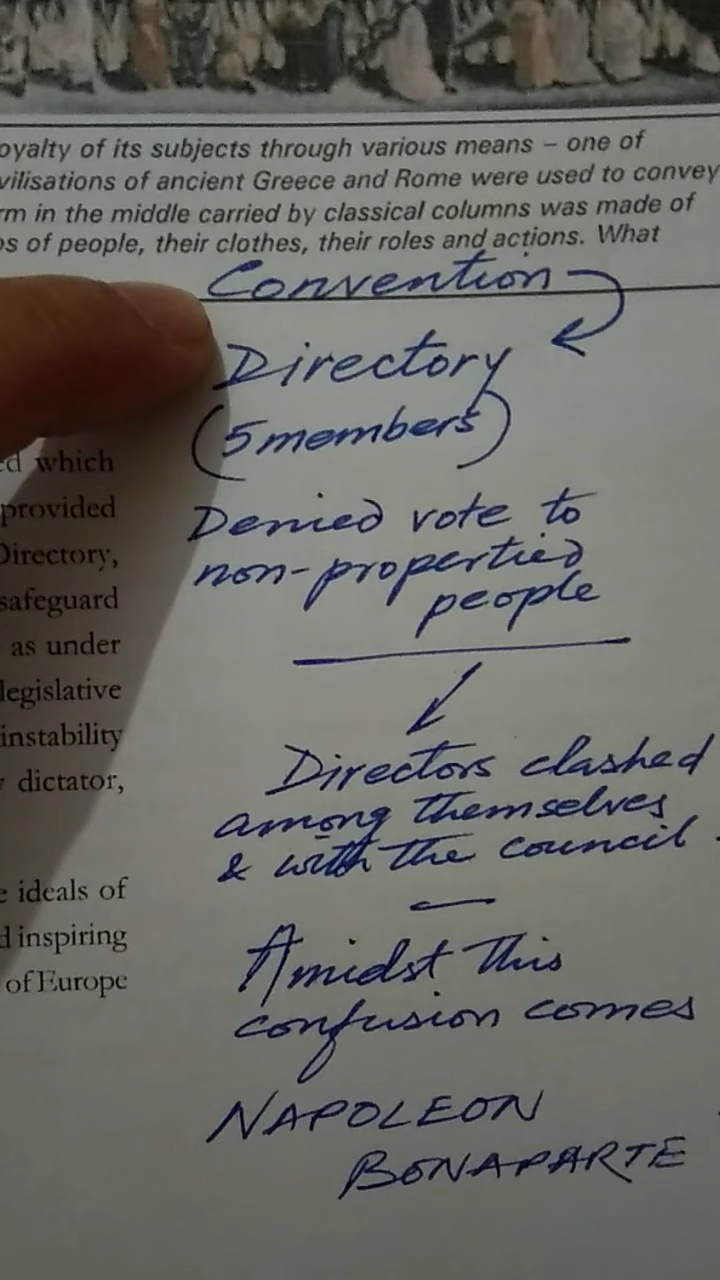 oyalty of its subjects through various means – one of
vilisations of ancient Greece and Rome were used to convey
rm in the middle carried by classical columns was made of
os of people, their clothes, their roles and actions. What
Convention
Directory
(5 members)
Denied vote to
non-propertied
people
Directors clashed
among themselves
& with the council
Amidst this
confusion comes
NAPOLEON
BONAPARTE
ed which
provided
Directory,
safeguard
as under
legislative
instability
dictator,
e ideals of
d inspiring
of Europe